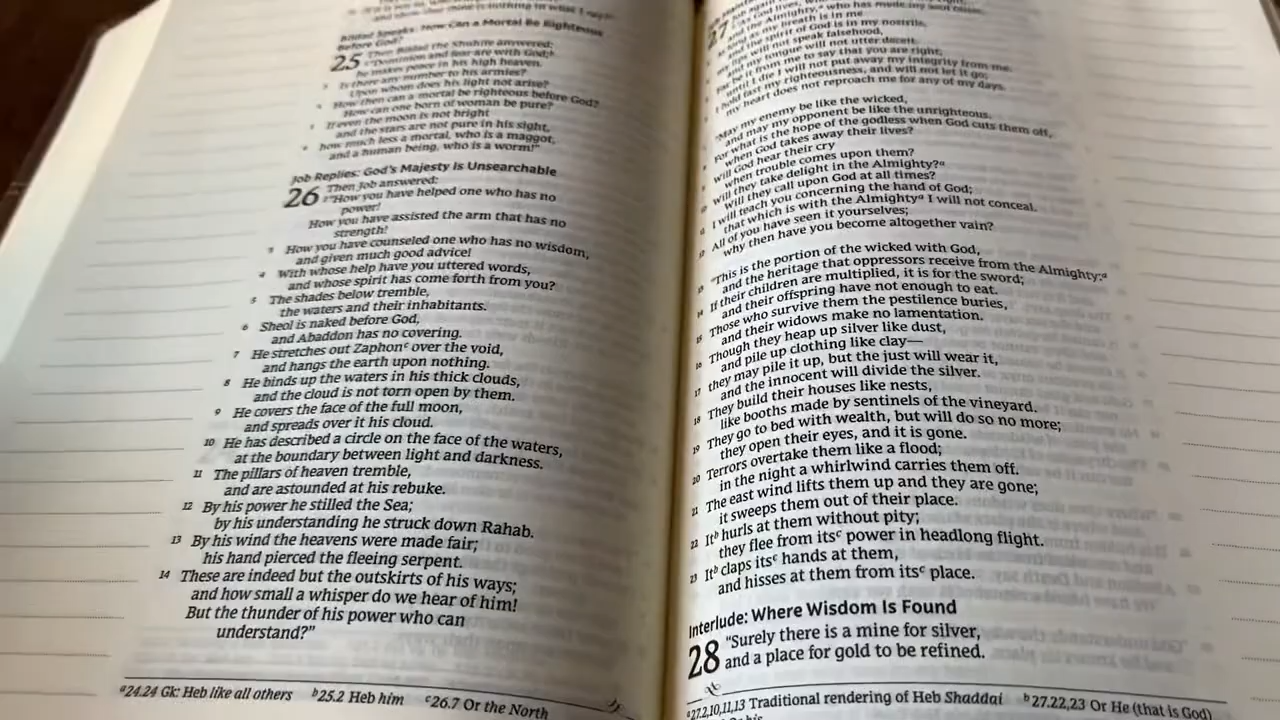 and there is nothing in what I say?"
Bildad Speaks: How Can a Mortal Be Righteous
Before God?
25 Then Bildad the Shuhite answered:
2 "Dominion and fear are with God;b
he makes peace in his high heaven.
3 Is there any number to his armies?
Upon whom does his light not arise?
4 How then can a mortal be righteous before God?
How can one born of woman be pure?
5 If even the moon is not bright
and the stars are not pure in his sight,
6 how much less a mortal, who is a maggot,
and a human being, who is a worm!"
Job Replies: God's Majesty Is Unsearchable
26 Then Job answered:
2 "How you have helped one who has no
power!
How you have assisted the arm that has no
strength!
3 How you have counseled one who has no wisdom,
and given much good advice!
4 With whose help have you uttered words,
and whose spirit has come forth from you?
5 The shades below tremble,
the waters and their inhabitants.
6 Sheol is naked before God,
and Abaddon has no covering.
7 He stretches out Zaphonc over the void,
and hangs the earth upon nothing.
8 He binds up the waters in his thick clouds,
and the cloud is not torn open by them.
9 He covers the face of the full moon,
and spreads over it his cloud.
10 He has described a circle on the face of the waters,
at the boundary between light and darkness.
11 The pillars of heaven tremble,
and are astounded at his rebuke.
12 By his power he stilled the Sea;
by his understanding he struck down Rahab.
13 By his wind the heavens were made fair;
his hand pierced the fleeing serpent.
14 These are indeed but the outskirts of his ways;
and how small a whisper do we hear of him!
But the thunder of his power who can
understand?"
a24.24 Gk: Heb like all others b25.2 Heb him c26.7 Or the North
27
the Almighty,a who has made my soul bitter,
as long as my breath is in me
and the spirit of God is in my nostrils,
my lips will not speak falsehood,
and my tongue will not utter deceit.
Far be it from me to say that you are right;
until I die I will not put away my integrity from me.
I hold fast my righteousness, and will not let it go;
my heart does not reproach me for any of my days.
"May my enemy be like the wicked,
and may my opponent be like the unrighteous.
For what is the hope of the godless when God cuts them off,
when God takes away their lives?
Will God hear their cry
when trouble comes upon them?
Will they take delight in the Almighty?a
Will they call upon God at all times?
I will teach you concerning the hand of God;
that which is with the Almightya I will not conceal.
All of you have seen it yourselves;
why then have you become altogether vain?
13 "This is the portion of the wicked with God,
and the heritage that oppressors receive from the Almighty:a
14 If their children are multiplied, it is for the sword;
and their offspring have not enough to eat.
15 Those who survive them the pestilence buries,
and their widows make no lamentation.
16 Though they heap up silver like dust,
and pile up clothing like clay—
17 they may pile it up, but the just will wear it,
and the innocent will divide the silver.
18 They build their houses like nests,
like booths made by sentinels of the vineyard.
19 They go to bed with wealth, but will do so no more;
they open their eyes, and it is gone.
20 Terrors overtake them like a flood;
in the night a whirlwind carries them off.
21 The east wind lifts them up and they are gone;
it sweeps them out of their place.
22 Itb hurls at them without pity;
they flee from itsc power in headlong flight.
23 Itb claps itsc hands at them,
and hisses at them from itsc place.
Interlude: Where Wisdom Is Found
28 "Surely there is a mine for silver,
and a place for gold to be refined.
a27.2,10,11,13 Traditional rendering of Heb Shaddai b27.22,23 Or He (that is God)
Or his